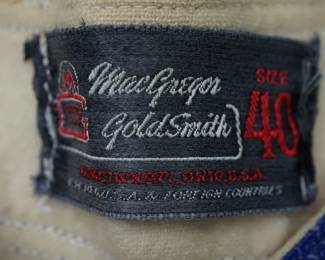 MacGregor
GoldSmith
SIZE
40
CINCINNATI, OHIO, U.S.A.
U.S.A. & FOREIGN COUNTRIES